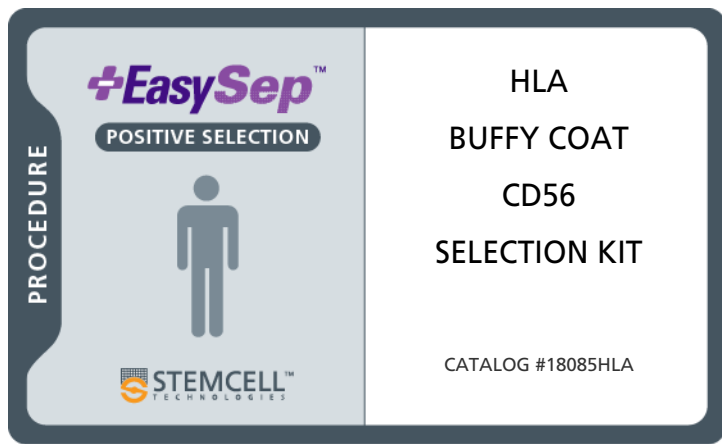 PROCEDURE
EasySep™
POSITIVE SELECTION
STEMCELL™
TECHNOLOGIES
HLA
BUFFY COAT
CD56
SELECTION KIT
CATALOG #18085HLA